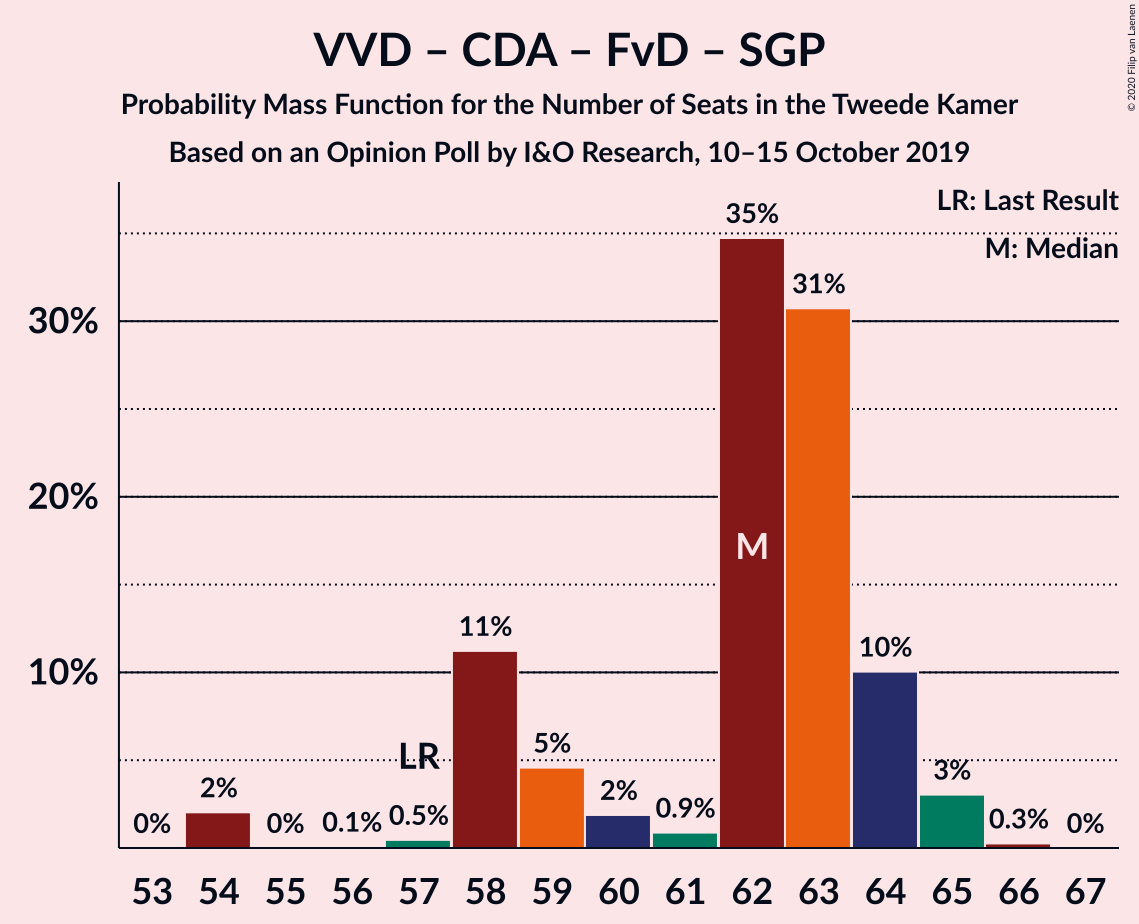 VVD – CDA – FvD – SGP
Probability Mass Function for the Number of Seats in the Tweede Kamer
Based on an Opinion Poll by I&O Research, 10–15 October 2019
© 2020 Filip van Laenen
LR: Last Result
M: Median
30%
20%
10%
0%
2%
0%
0.1%
0.5%
11%
5%
2%
0.9%
35%
31%
10%
3%
0.3%
0%
LR
M
53 54 55 56 57 58 59 60 61 62 63 64 65 66 67